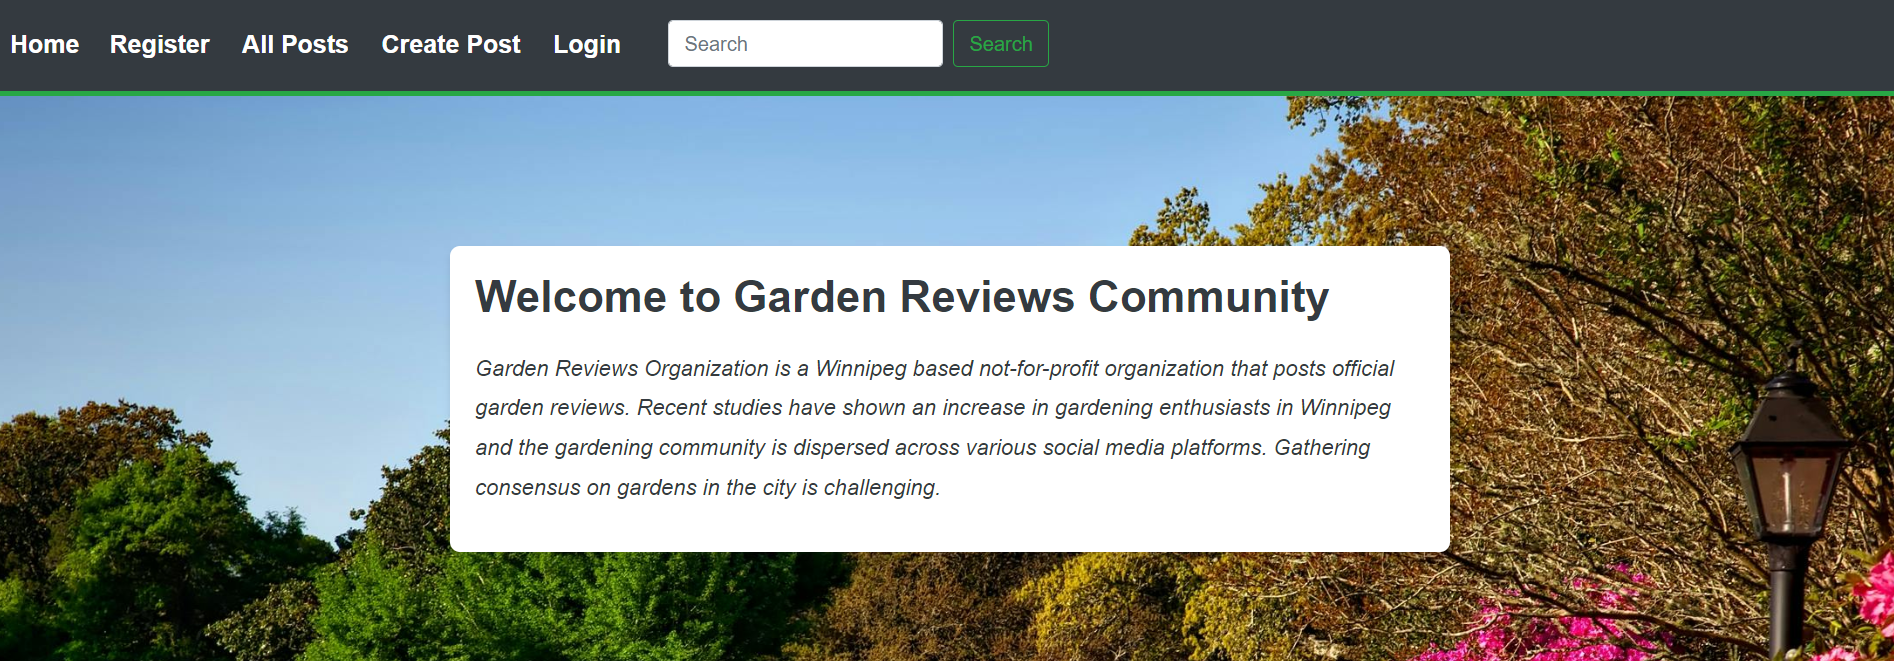 Home Register All Posts Create Post Login Search Search
Welcome to Garden Reviews Community
Garden Reviews Organization is a Winnipeg based not-for-profit organization that posts official
garden reviews. Recent studies have shown an increase in gardening enthusiasts in Winnipeg
and the gardening community is dispersed across various social media platforms. Gathering
consensus on gardens in the city is challenging.